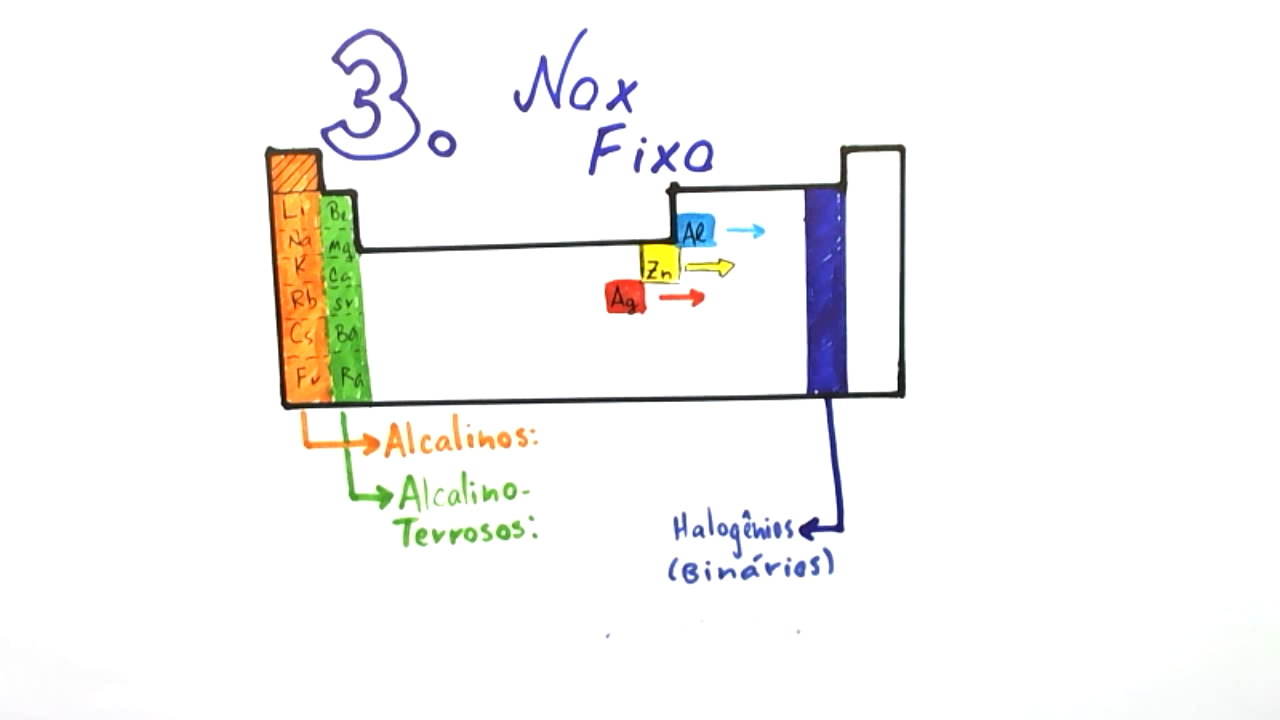 3. Nox
Fixo
Li Be
Na Mg
K Ca
Rb Sr
Cs Ba
Fr Ra
Al
Zn
Ag
Alcalinos:
Alcalino-
Terrosos:
Halogênios
(Binários)